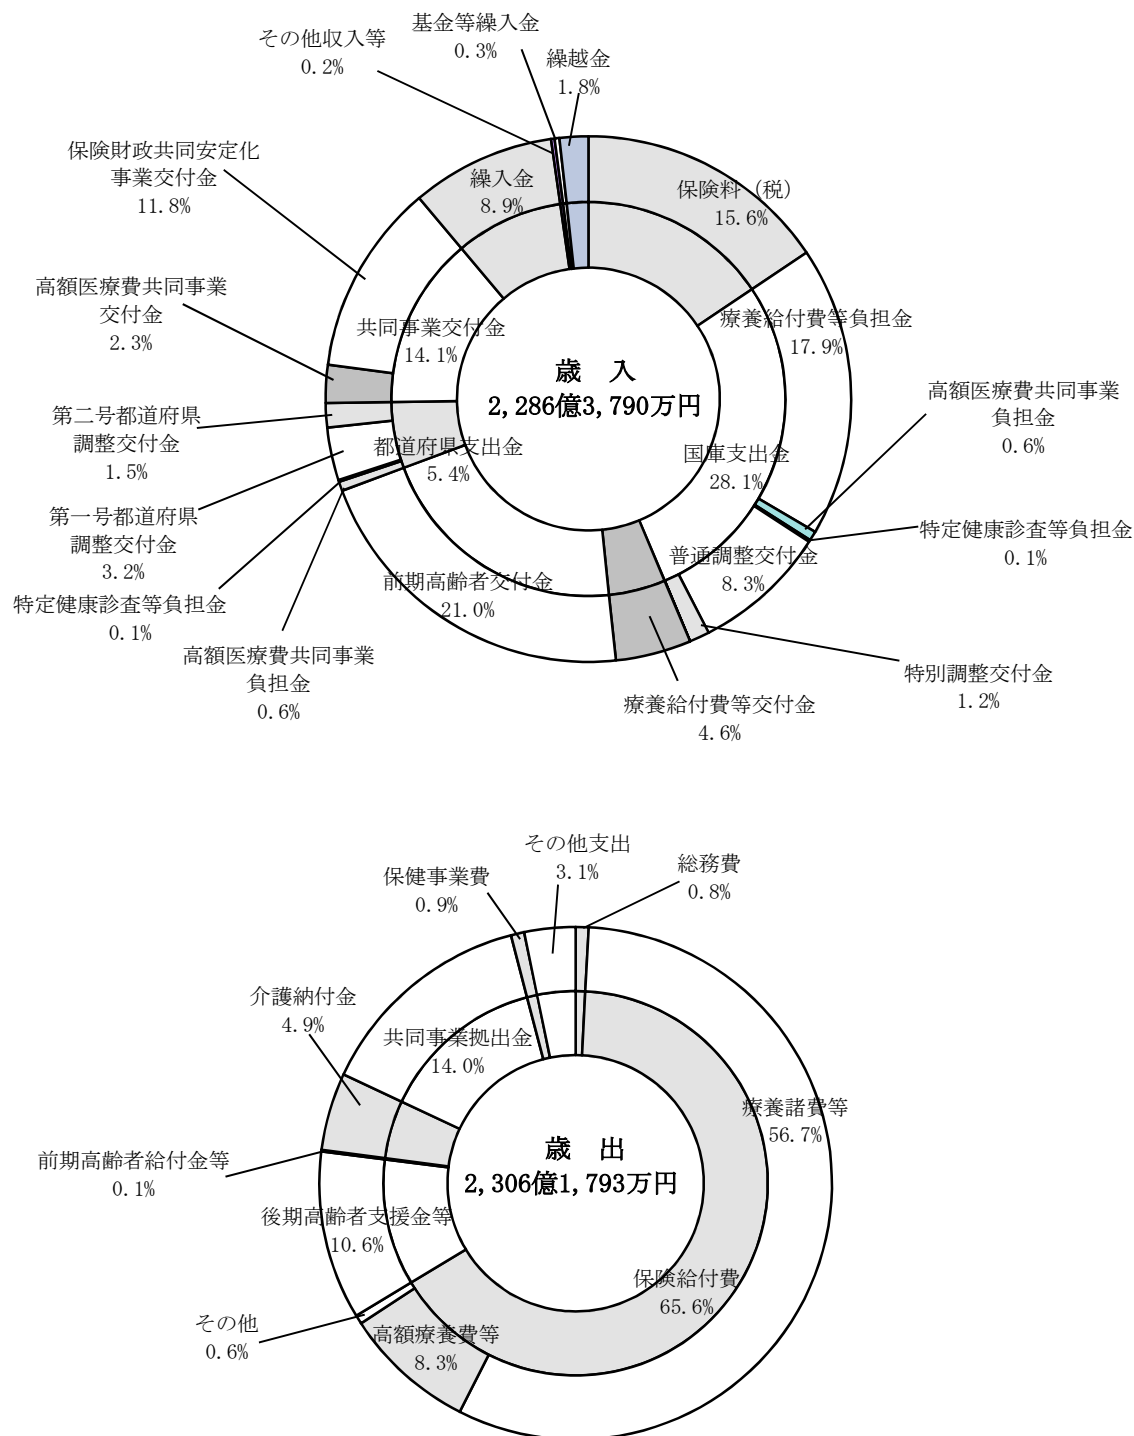 基金等繰入金
0.3%
その他収入等
0.2%
繰越金
1.8%
保険財政共同安定化
事業交付金
11.8%
繰入金
8.9%
保険料（税）
15.6%
高額医療費共同事業
交付金
2.3%
共同事業交付金
14.1%
療養給付費等負担金
17.9%
歳　入
2,286億3,790万円
高額医療費共同事業
負担金
0.6%
第二号都道府県
調整交付金
1.5%
都道府県支出金
5.4%
国庫支出金
28.1%
第一号都道府県
調整交付金
3.2%
特定健康診査等負担金
0.1%
普通調整交付金
8.3%
前期高齢者交付金
21.0%
特定健康診査等負担金
0.1%
高額医療費共同事業
負担金
0.6%
特別調整交付金
1.2%
療養給付費等交付金
4.6%
その他支出
3.1%
総務費
0.8%
保健事業費
0.9%
介護納付金
4.9%
共同事業拠出金
14.0%
療養諸費等
56.7%
歳　出
2,306億1,793万円
前期高齢者給付金等
0.1%
後期高齢者支援金等
10.6%
保険給付費
65.6%
その他
0.6%
高額療養費等
8.3%